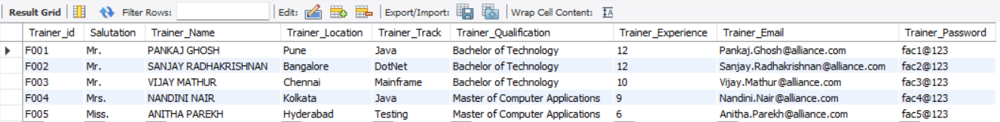 Result Grid Filter Rows: Edit: Export/Import: Wrap Cell Content:
Trainer_id Salutation Trainer_Name Trainer_Location Trainer_Track Trainer_Qualification Trainer_Experience Trainer_Email Trainer_Password
F001 Mr. PANKAJ GHOSH Pune Java Bachelor of Technology 12 Pankaj.Ghosh@alliance.com fac1@123
F002 Mr. SANJAY RADHAKRISHNAN Bangalore DotNet Bachelor of Technology 12 Sanjay.Radhakrishnan@alliance.com fac2@123
F003 Mr. VIJAY MATHUR Chennai Mainframe Bachelor of Technology 10 Vijay.Mathur@alliance.com fac3@123
F004 Mrs. NANDINI NAIR Kolkata Java Master of Computer Applications 9 Nandini.Nair@alliance.com fac4@123
F005 Miss. ANITHA PAREKH Hyderabad Testing Master of Computer Applications 6 Anitha.Parekh@alliance.com fac5@123